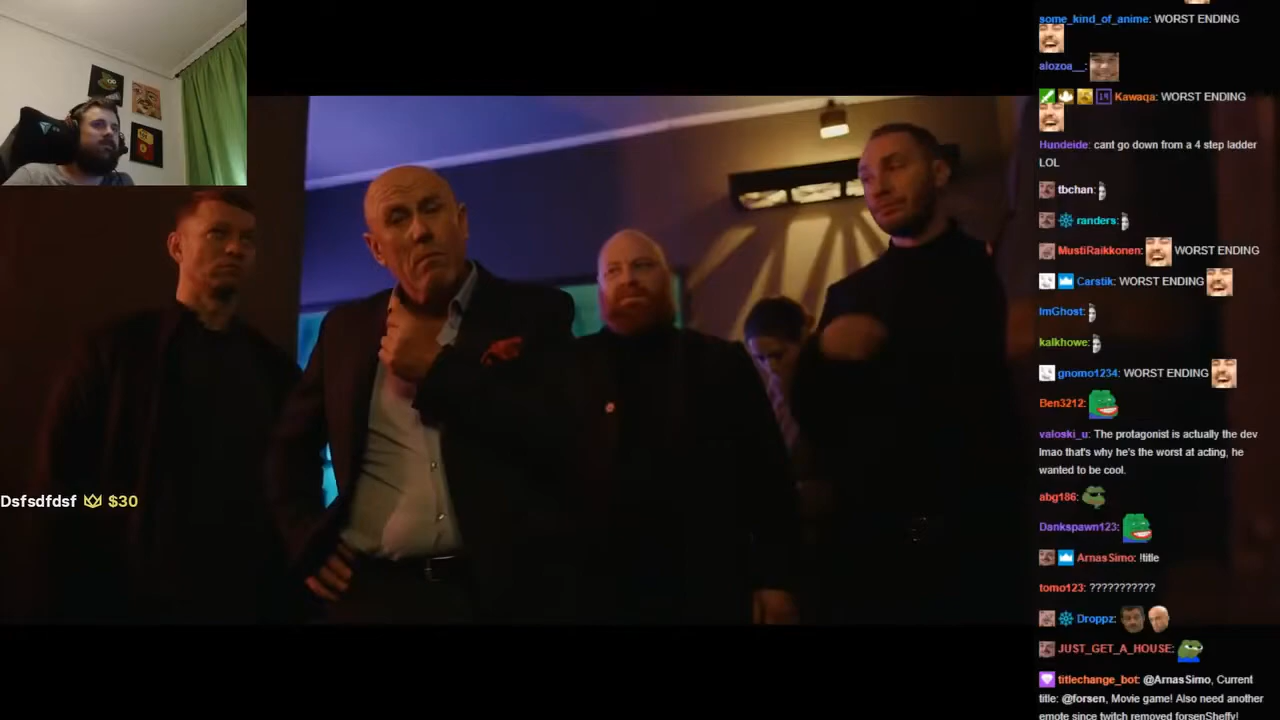 some_kind_of_anime: WORST ENDING
alozoa__:
14 Kawaqa: WORST ENDING
Hundeide: cant go down from a 4 step ladder
LOL
tbchan:
randers:
MustiRaikkonen: WORST ENDING
Carstik: WORST ENDING
ImGhost:
kalkhowe:
gnomo1234: WORST ENDING
Ben3212:
valoski_u: The protagonist is actually the dev
lmao that's why he's the worst at acting, he
wanted to be cool.
abg186:
Dankspawn123:
ArnasSimo: !title
tomo123: ???????????
Droppz:
JUST_GET_A_HOUSE:
titlechange_bot: @ArnasSimo, Current
title: @forsen, Movie game! Also need another
emote since twitch removed forsenSheffy!
Dsfsdfdsf $30